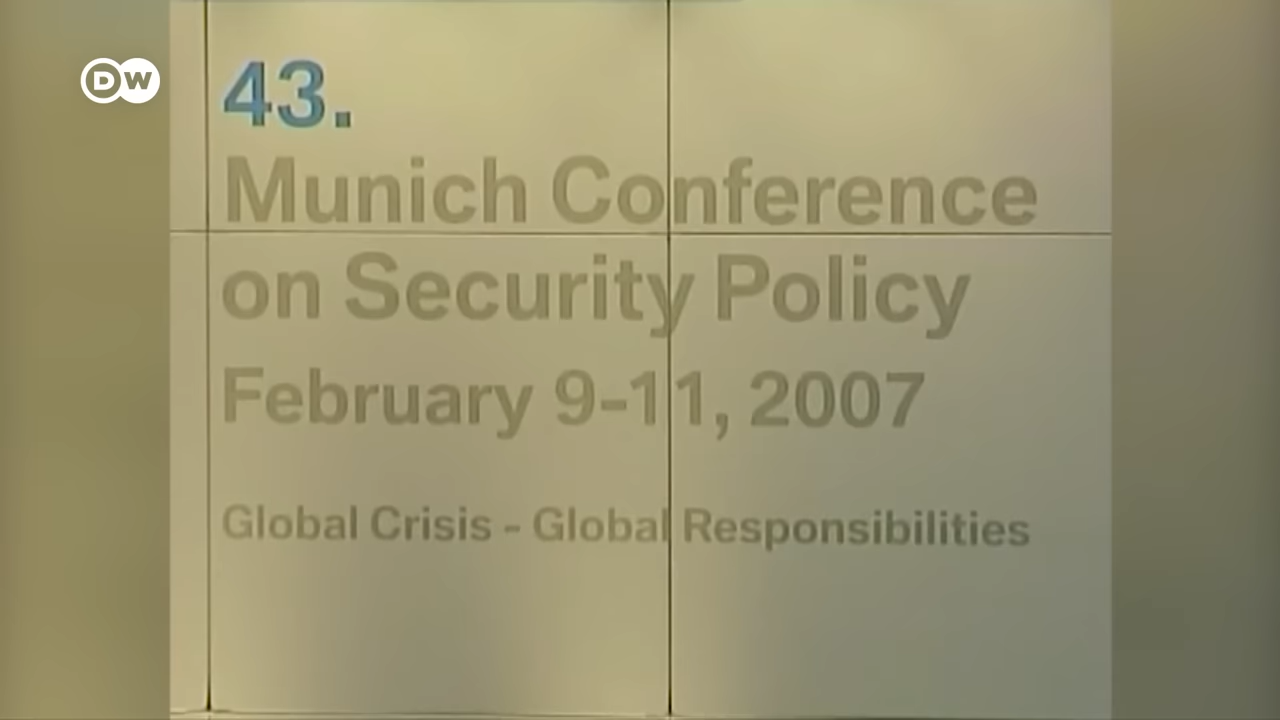 DW
43.
Munich Conference
on Security Policy
February 9-11, 2007
Global Crisis - Global Responsibilities